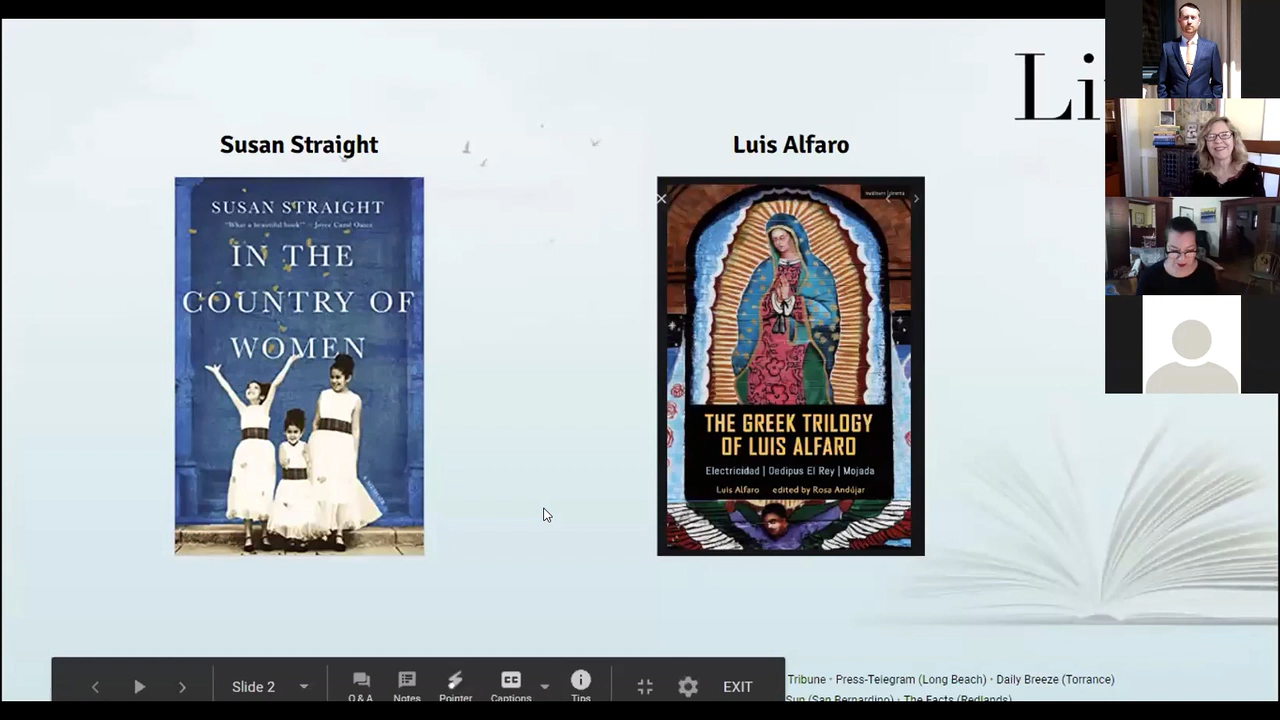 Li
Susan Straight
Luis Alfaro
SUSAN STRAIGHT
"What a beautiful book" — Joyce Carol Oates
IN THE
COUNTRY OF
WOMEN
A MEMOIR
THE GREEK TRILOGY
OF LUIS ALFARO
Electricidad | Oedipus El Rey | Mojada
Luis Alfaro edited by Rosa Andújar
Slide 2
Q & A
Notes
Pointer
CC
Captions
Tips
EXIT
Tribune • Press-Telegram (Long Beach) • Daily Breeze (Torrance)
Sun (San Bernardino) • The Facts (Redlands)